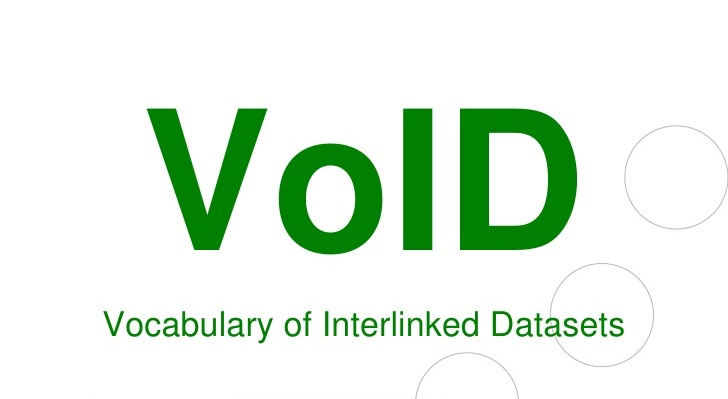 VoID
Vocabulary of Interlinked Datasets